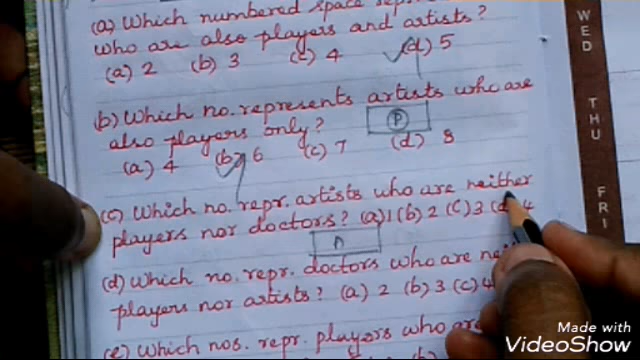 (a) Which numbered space repr
who are also players and artists?
(a) 2 (b) 3 (c) 4 (d) 5
(b) Which no. represents artists who are
also players only? P
(a) 4 (b) 6 (c) 7 (d) 8
(c) Which no. repr. artists who are neither
players nor doctors? (a) 1 (b) 2 (c) 3 (d) 4
(d) Which no. repr. doctors who are nei
players nor artists? (a) 2 (b) 3 (c) 4
(e) Which nos. repr. players who are
WED
THU
FRI
Made with
VideoShow